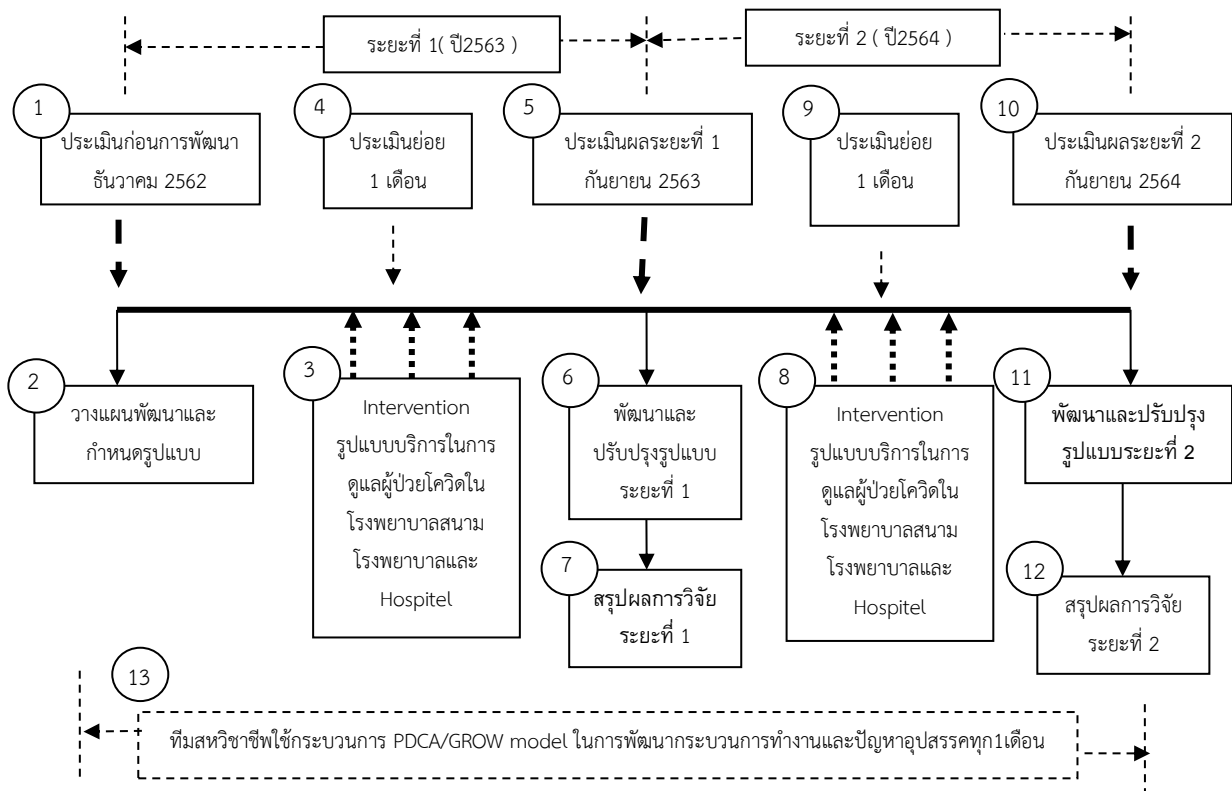 ระยะที่ 1( ปี2563 )
ระยะที่ 2 ( ปี2564 )
1
ประเมินก่อนการพัฒนา
ธันวาคม 2562
4
ประเมินย่อย
1 เดือน
5
ประเมินผลระยะที่ 1
กันยายน 2563
9
ประเมินย่อย
1 เดือน
10
ประเมินผลระยะที่ 2
กันยายน 2564
2
วางแผนพัฒนาและ
กำหนดรูปแบบ
3
Intervention
รูปแบบบริการในการ
ดูแลผู้ป่วยโควิดใน
โรงพยาบาลสนาม
โรงพยาบาลและ
Hospitel
6
พัฒนาและ
ปรับปรุงรูปแบบ
ระยะที่ 1
7
สรุปผลการวิจัย
ระยะที่ 1
8
Intervention
รูปแบบบริการในการ
ดูแลผู้ป่วยโควิดใน
โรงพยาบาลสนาม
โรงพยาบาลและ
Hospitel
11
พัฒนาและปรับปรุง
รูปแบบระยะที่ 2
12
สรุปผลการวิจัย
ระยะที่ 2
13
ทีมสหวิชาชีพใช้กระบวนการ PDCA/GROW model ในการพัฒนากระบวนการทำงานและปัญหาอุปสรรคทุก1เดือน